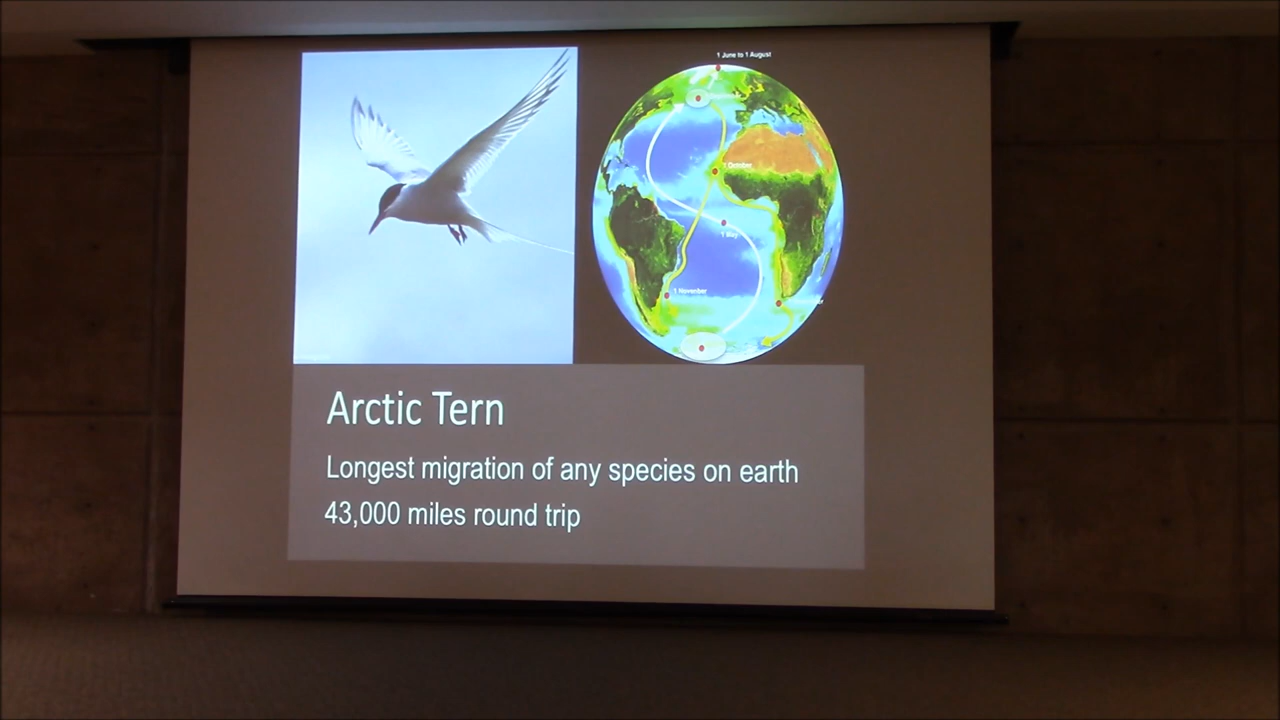 1 June to 1 August
October
1 May
1 November
Arctic Tern
Longest migration of any species on earth
43,000 miles round trip